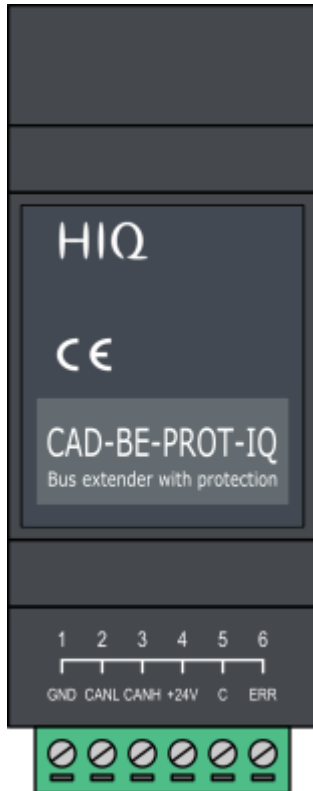 HIQ
CE
CAD-BE-PROT-IQ
Bus extender with protection
1 2 3 4 5 6
GND CANL CANH +24V C ERR